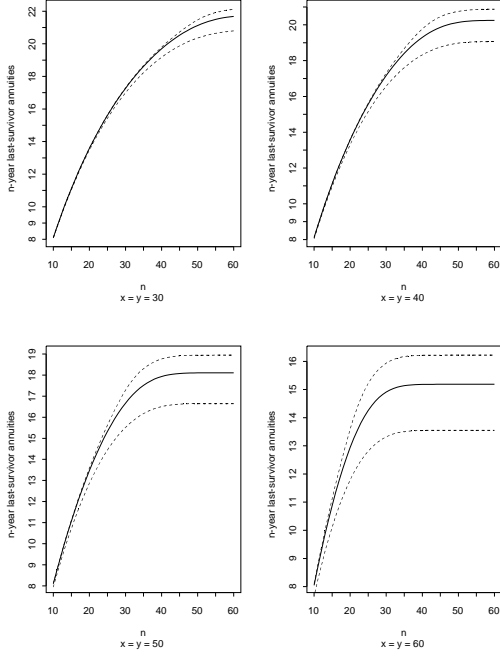 n-year last-survivor annuities
8 10 12 14 16 18 20 22
10 20 30 40 50 60
n
x = y = 30
n-year last-survivor annuities
8 10 12 14 16 18 20
10 20 30 40 50 60
n
x = y = 40
n-year last-survivor annuities
8 9 10 11 12 13 14 15 16 17 18 19
10 20 30 40 50 60
n
x = y = 50
n-year last-survivor annuities
8 9 10 11 12 13 14 15 16
10 20 30 40 50 60
n
x = y = 60